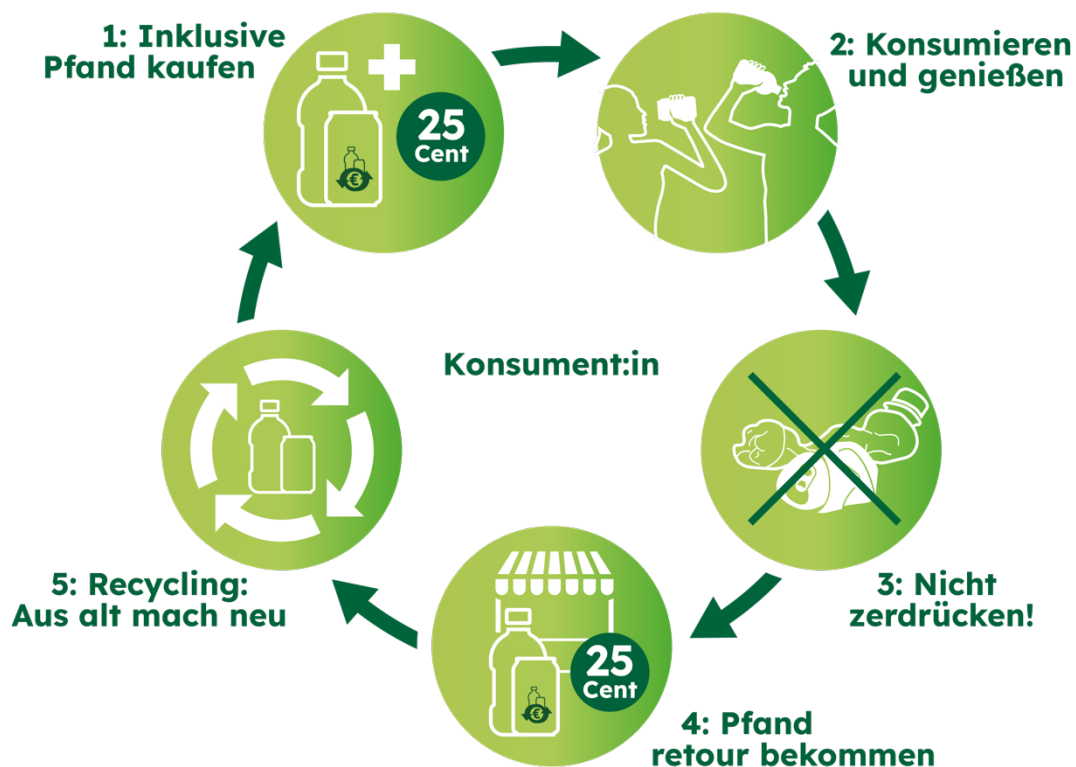 1: Inklusive
Pfand kaufen
25
Cent
€
2: Konsumieren
und genießen
Konsument:in
3: Nicht
zerdrücken!
4: Pfand
retour bekommen
25
Cent
€
5: Recycling:
Aus alt mach neu